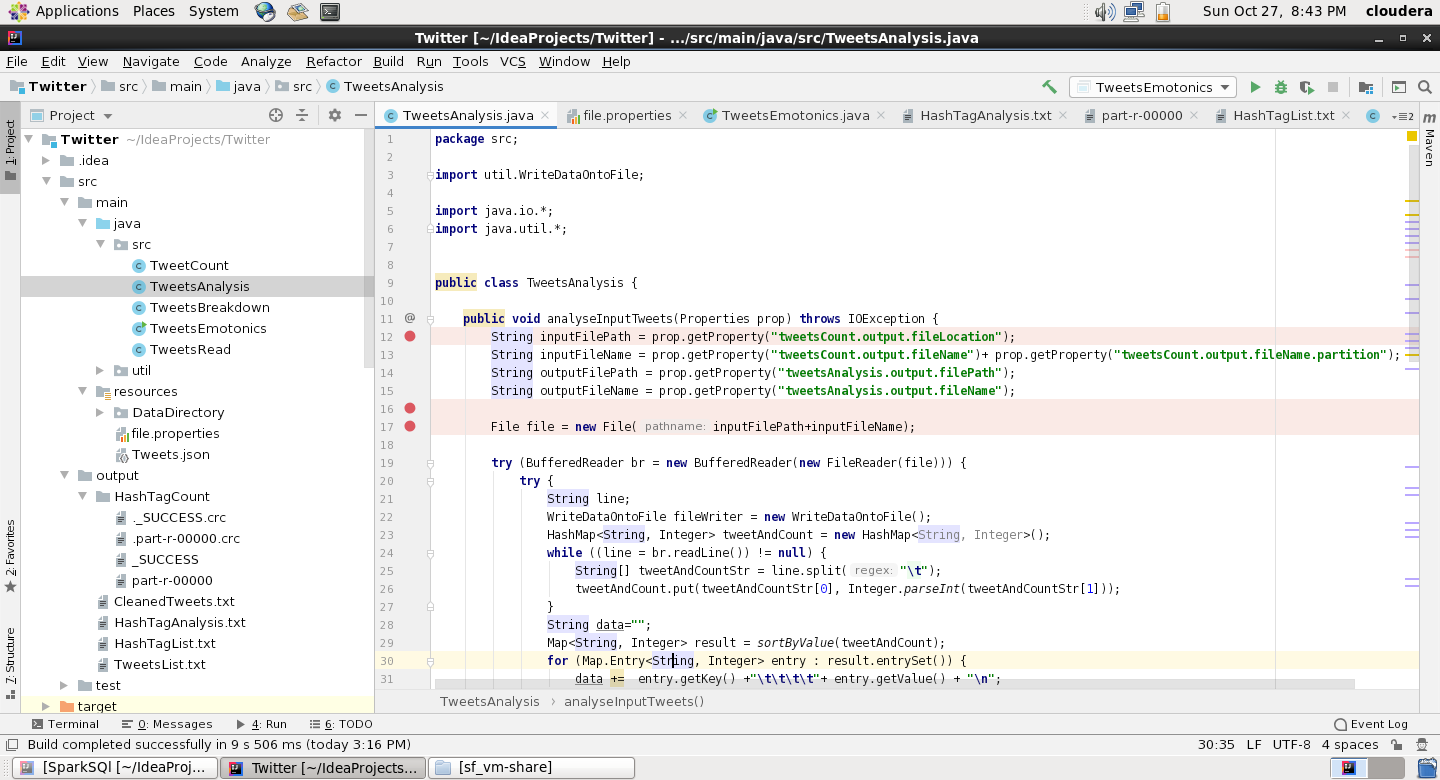 Applications Places System Sun Oct 27, 8:43 PM cloudera
Twitter [~/IdeaProjects/Twitter] - .../src/main/java/src/TweetsAnalysis.java
File Edit View Navigate Code Analyze Refactor Build Run Tools VCS Window Help
Twitter src main java src TweetsAnalysis TweetsEmotonics
Project TweetsAnalysis.java file.properties TweetsEmotonics.java HashTagAnalysis.txt part-r-00000 HashTagList.txt 2
1: Project
2: Favorites
7: Structure
Maven
Twitter ~/IdeaProjects/Twitter
.idea
src
main
java
src
TweetCount
TweetsAnalysis
TweetsBreakdown
TweetsEmotonics
TweetsRead
util
resources
DataDirectory
file.properties
Tweets.json
output
HashTagCount
._SUCCESS.crc
.part-r-00000.crc
_SUCCESS
part-r-00000
CleanedTweets.txt
HashTagAnalysis.txt
HashTagList.txt
TweetsList.txt
test
target
1 package src;
2
3 import util.WriteDataOntoFile;
4
5 import java.io.*;
6 import java.util.*;
7
8
9 public class TweetsAnalysis {
10
11 @ public void analyseInputTweets(Properties prop) throws IOException {
12 String inputFilePath = prop.getProperty("tweetsCount.output.fileLocation");
13 String inputFileName = prop.getProperty("tweetsCount.output.fileName")+ prop.getProperty("tweetsCount.output.fileName.partition");
14 String outputFilePath = prop.getProperty("tweetsAnalysis.output.filePath");
15 String outputFileName = prop.getProperty("tweetsAnalysis.output.fileName");
16
17 File file = new File( pathname: inputFilePath+inputFileName);
18
19 try (BufferedReader br = new BufferedReader(new FileReader(file))) {
20 try {
21 String line;
22 WriteDataOntoFile fileWriter = new WriteDataOntoFile();
23 HashMap<String, Integer> tweetAndCount = new HashMap<String, Integer>();
24 while ((line = br.readLine()) != null) {
25 String[] tweetAndCountStr = line.split( regex: "\t");
26 tweetAndCount.put(tweetAndCountStr[0], Integer.parseInt(tweetAndCountStr[1]));
27 }
28 String data="";
29 Map<String, Integer> result = sortByValue(tweetAndCount);
30 for (Map.Entry<String, Integer> entry : result.entrySet()) {
31 data += entry.getKey() +"\t\t\t\t"+ entry.getValue() + "\n";
TweetsAnalysis › analyseInputTweets()
Terminal 0: Messages 4: Run 6: TODO Event Log
Build completed successfully in 9 s 506 ms (today 3:16 PM) 30:35 LF UTF-8 4 spaces
[SparkSQl [~/IdeaProj... Twitter [~/IdeaProjects... [sf_vm-share]